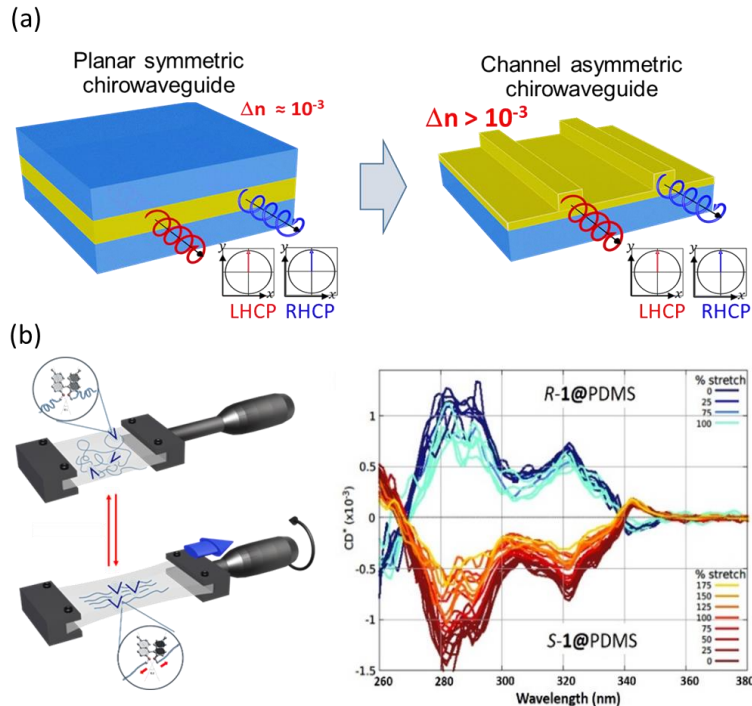 (a)
Planar symmetric
chirowaveguide
Δn ≈ 10⁻³
Channel asymmetric
chirowaveguide
Δn > 10⁻³
y
x
LHCP
y
x
RHCP
y
x
LHCP
y
x
RHCP
(b)
R-1@PDMS
% stretch
0
25
75
100
CD* (x10⁻³)
1
0.5
0
-0.5
-1
-1.5
S-1@PDMS
% stretch
175
150
125
100
75
50
25
0
260
280
300
320
340
360
380
Wavelength (nm)